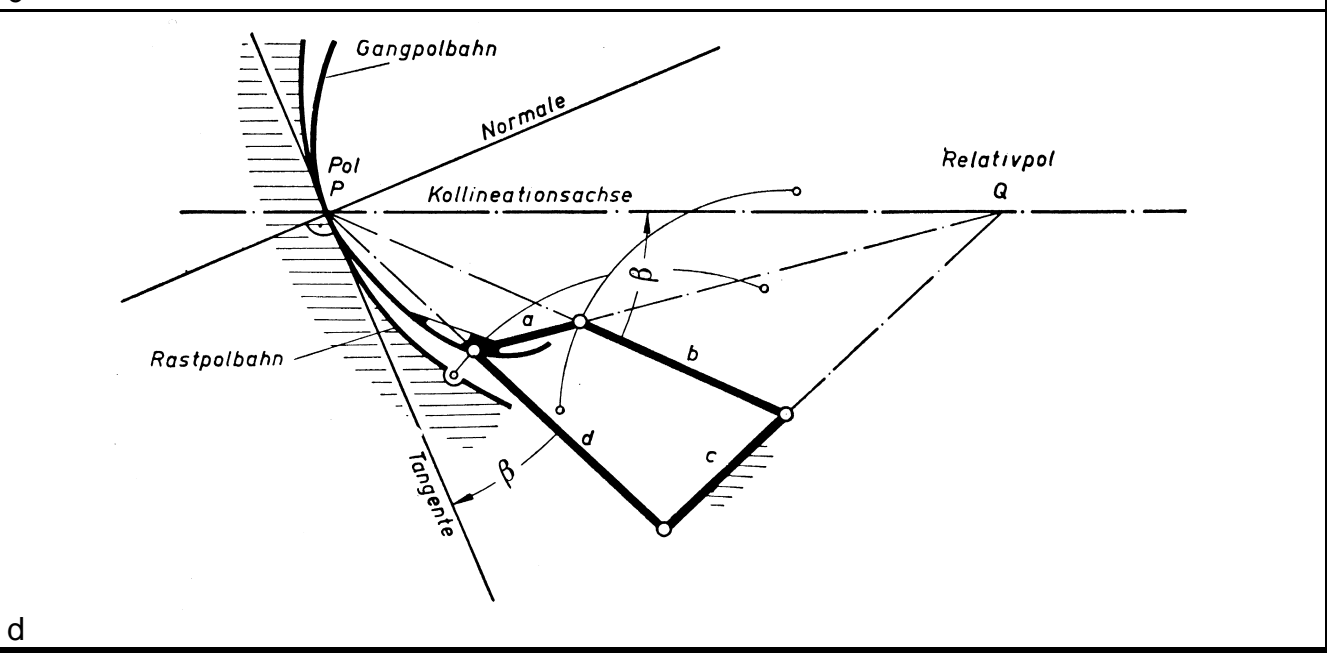 Gangpolbahn
Normale
Pol
P
Relativpol
Q
Kollineationsachse
β
a
b
Rastpolbahn
d
c
β
Tangente
d